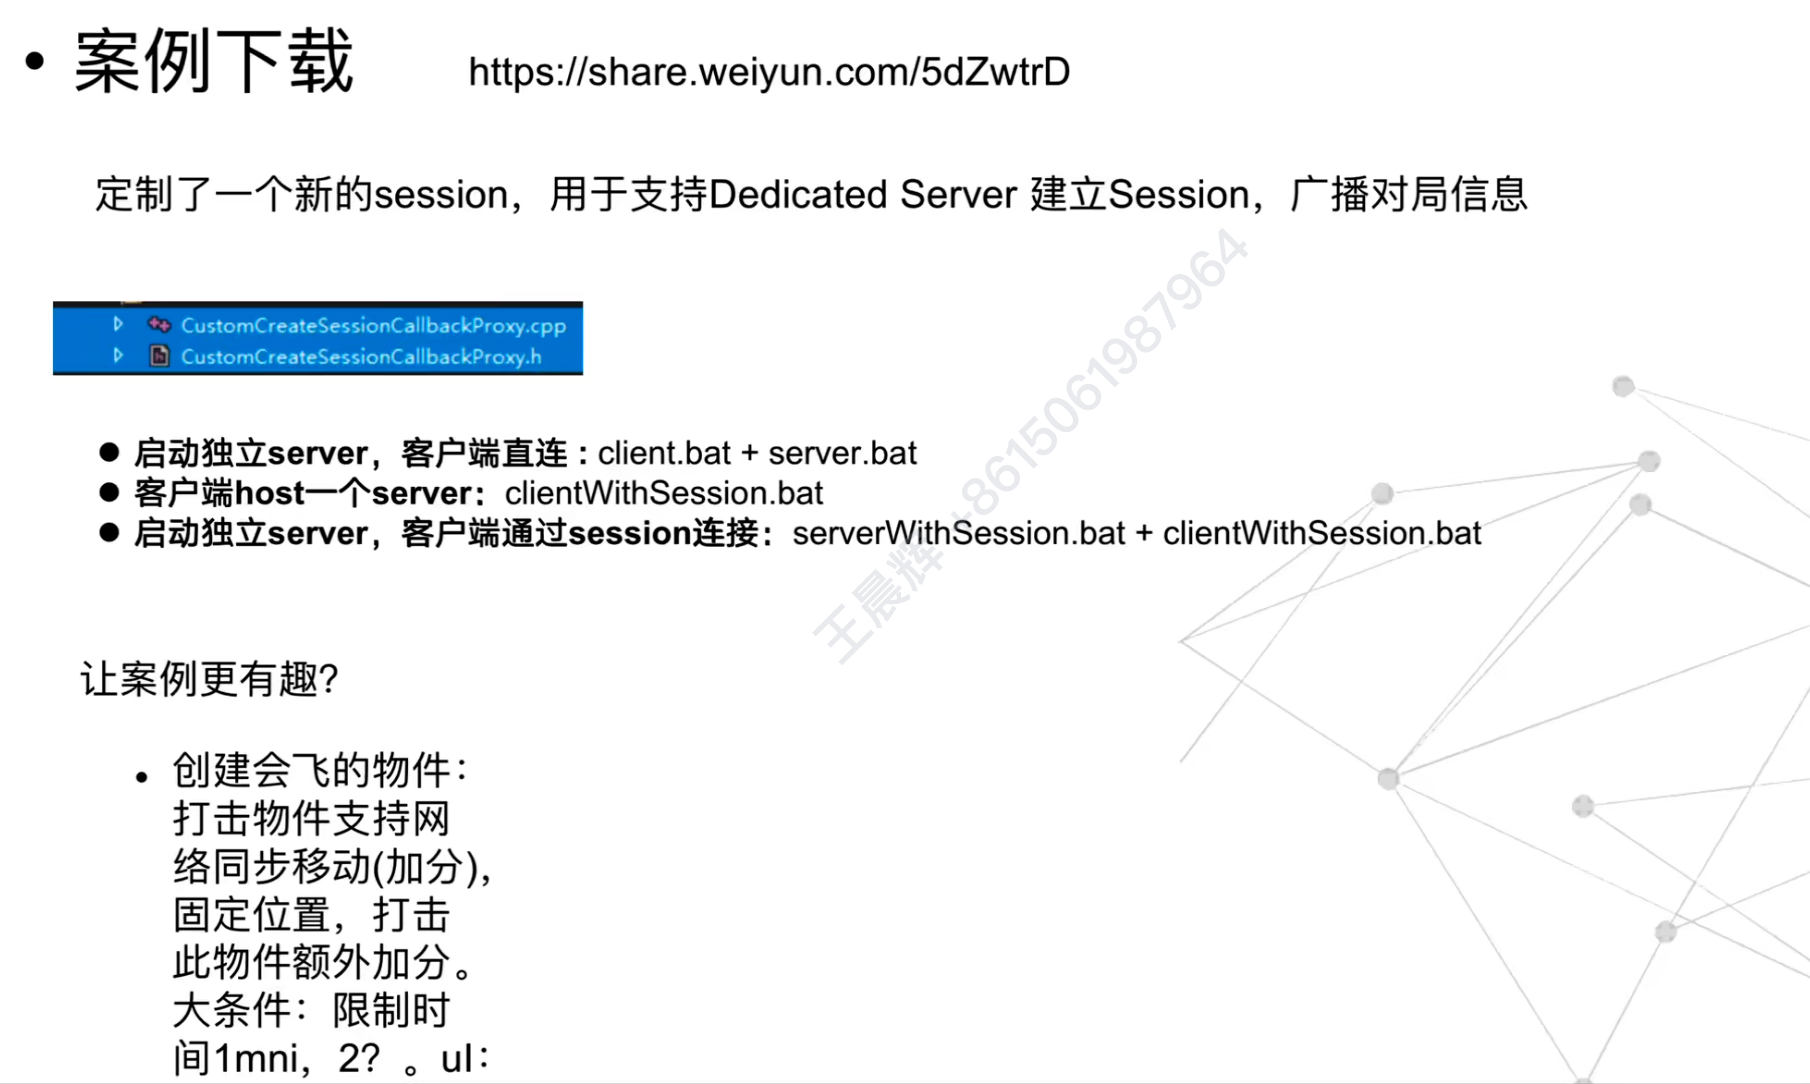 • 案例下载 https://share.weiyun.com/5dZwtrD
定制了一个新的session，用于支持Dedicated Server 建立Session，广播对局信息
CustomCreateSessionCallbackProxy.cpp
CustomCreateSessionCallbackProxy.h
● 启动独立server，客户端直连 : client.bat + server.bat
● 客户端host一个server：clientWithSession.bat
● 启动独立server，客户端通过session连接：serverWithSession.bat + clientWithSession.bat
王晨辉+8615061987964
让案例更有趣?
• 创建会飞的物件：
打击物件支持网
络同步移动(加分)，
固定位置，打击
此物件额外加分。
大条件：限制时
间1mni，2？。uI：